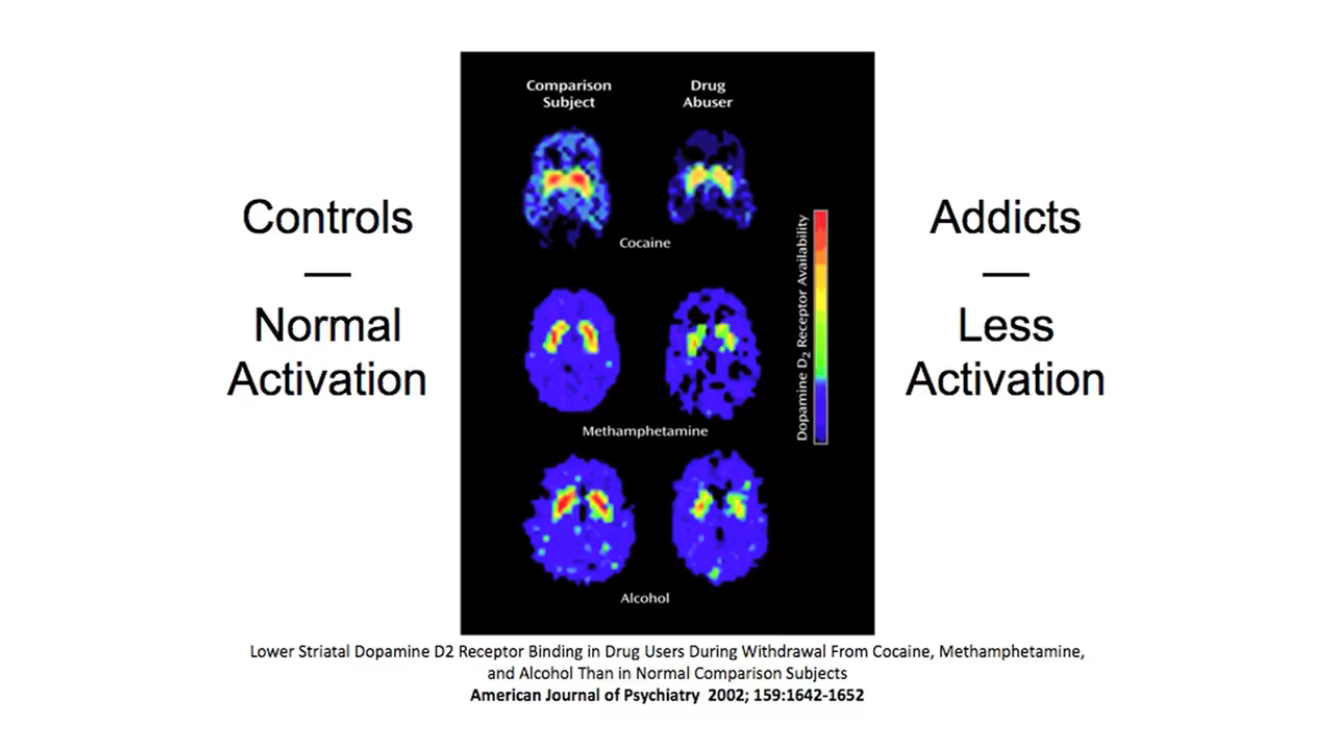 Controls
—
Normal
Activation
Comparison
Subject
Drug
Abuser
Cocaine
Methamphetamine
Alcohol
Dopamine D₂ Receptor Availability
Addicts
—
Less
Activation
Lower Striatal Dopamine D2 Receptor Binding in Drug Users During Withdrawal From Cocaine, Methamphetamine,
and Alcohol Than in Normal Comparison Subjects
American Journal of Psychiatry 2002; 159:1642-1652